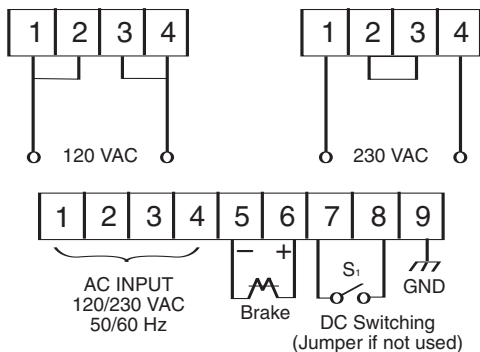 1 2 3 4
120 VAC
1 2 3 4
230 VAC
1 2 3 4 5 6 7 8 9
− +
S1
AC INPUT
120/230 VAC
50/60 Hz
Brake
GND
DC Switching
(Jumper if not used)